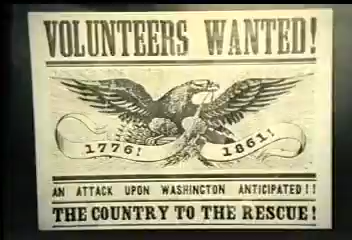 VOLUNTEERS WANTED!
1776! 1861!
AN ATTACK UPON WASHINGTON ANTICIPATED!!
THE COUNTRY TO THE RESCUE!